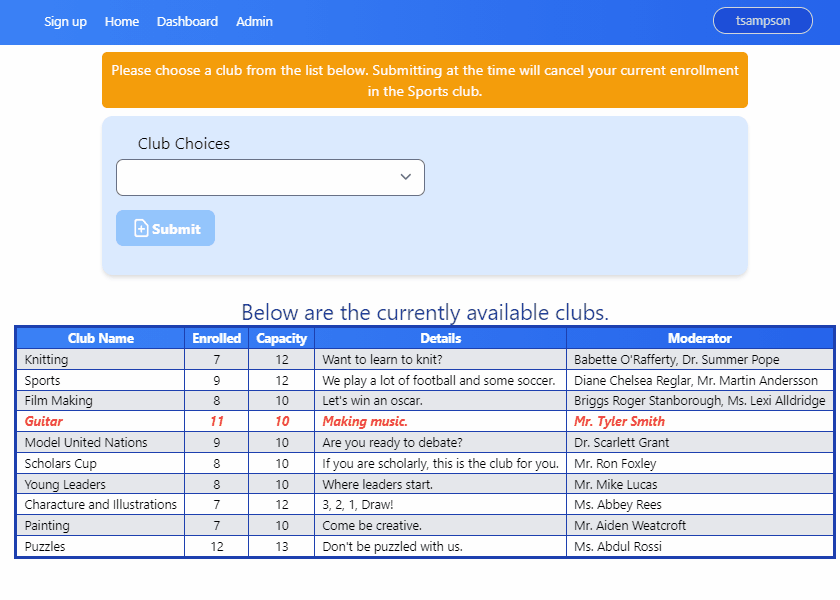 Sign up Home Dashboard Admin tsampson
Please choose a club from the list below. Submitting at the time will cancel your current enrollment
in the Sports club.
Club Choices
Submit
Below are the currently available clubs.
Club Name Enrolled Capacity Details Moderator
Knitting 7 12 Want to learn to knit? Babette O'Rafferty, Dr. Summer Pope
Sports 9 12 We play a lot of football and some soccer. Diane Chelsea Reglar, Mr. Martin Andersson
Film Making 8 10 Let's win an oscar. Briggs Roger Stanborough, Ms. Lexi Alldridge
Guitar 11 10 Making music. Mr. Tyler Smith
Model United Nations 9 10 Are you ready to debate? Dr. Scarlett Grant
Scholars Cup 8 10 If you are scholarly, this is the club for you. Mr. Ron Foxley
Young Leaders 8 10 Where leaders start. Mr. Mike Lucas
Characture and Illustrations 7 12 3, 2, 1, Draw! Ms. Abbey Rees
Painting 7 10 Come be creative. Mr. Aiden Weatcroft
Puzzles 12 13 Don't be puzzled with us. Ms. Abdul Rossi